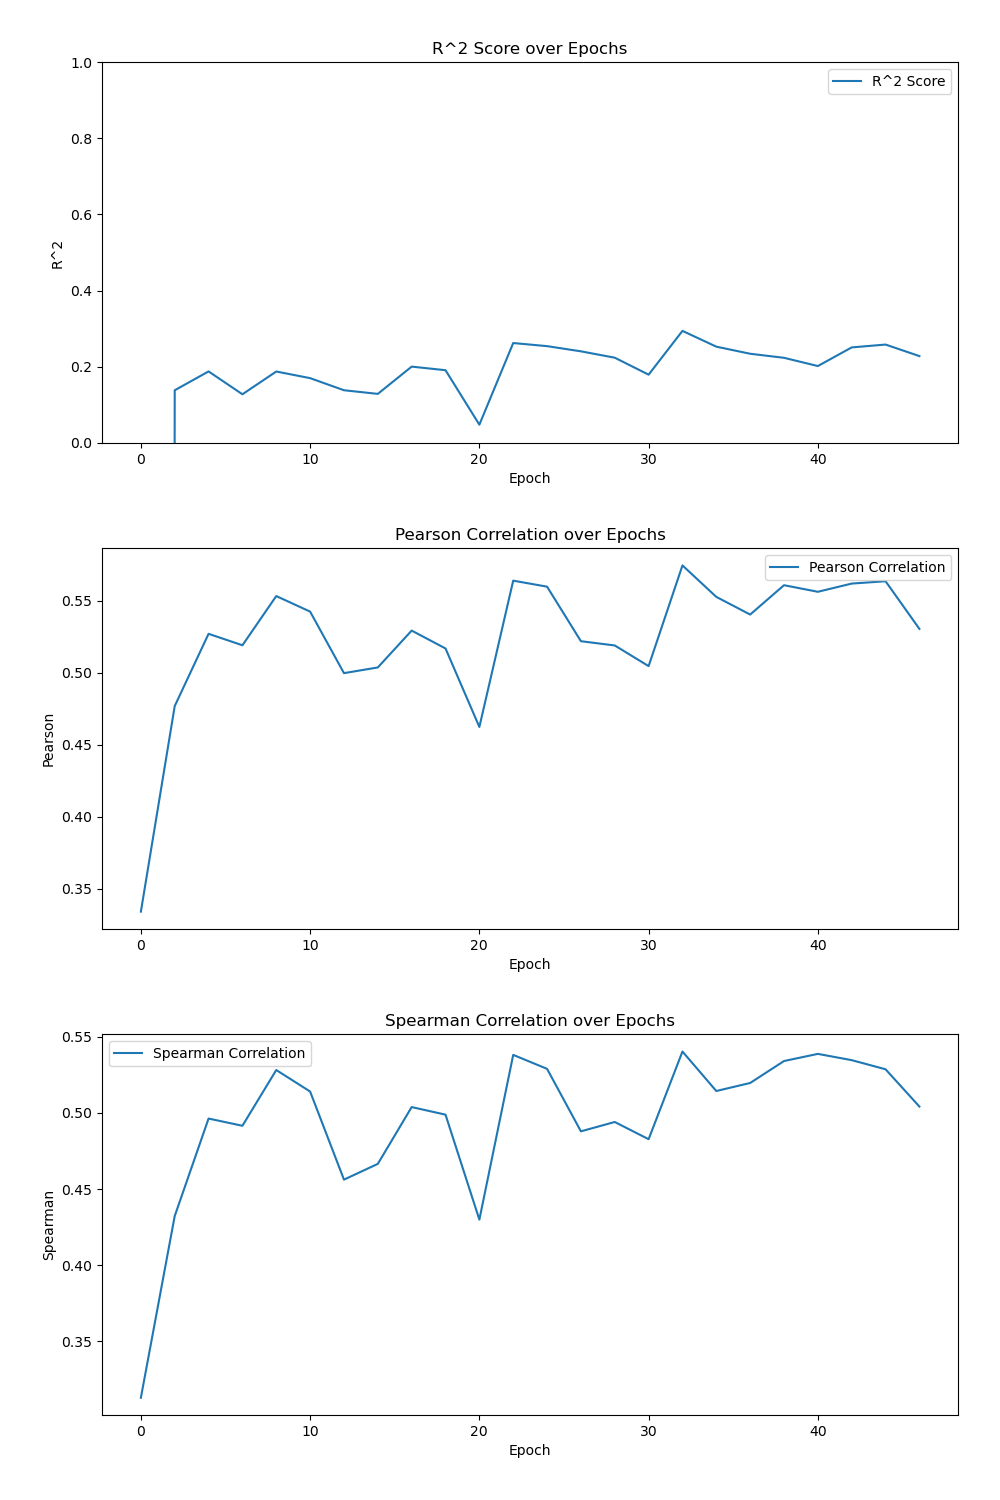 R^2 Score over Epochs
1.0
R^2 Score
0.8
0.6
R^2
0.4
0.2
0.0
0 10 20 30 40
Epoch
Pearson Correlation over Epochs
Pearson Correlation
0.55
0.50
Pearson
0.45
0.40
0.35
0 10 20 30 40
Epoch
Spearman Correlation over Epochs
0.55
Spearman Correlation
0.50
0.45
Spearman
0.40
0.35
0 10 20 30 40
Epoch